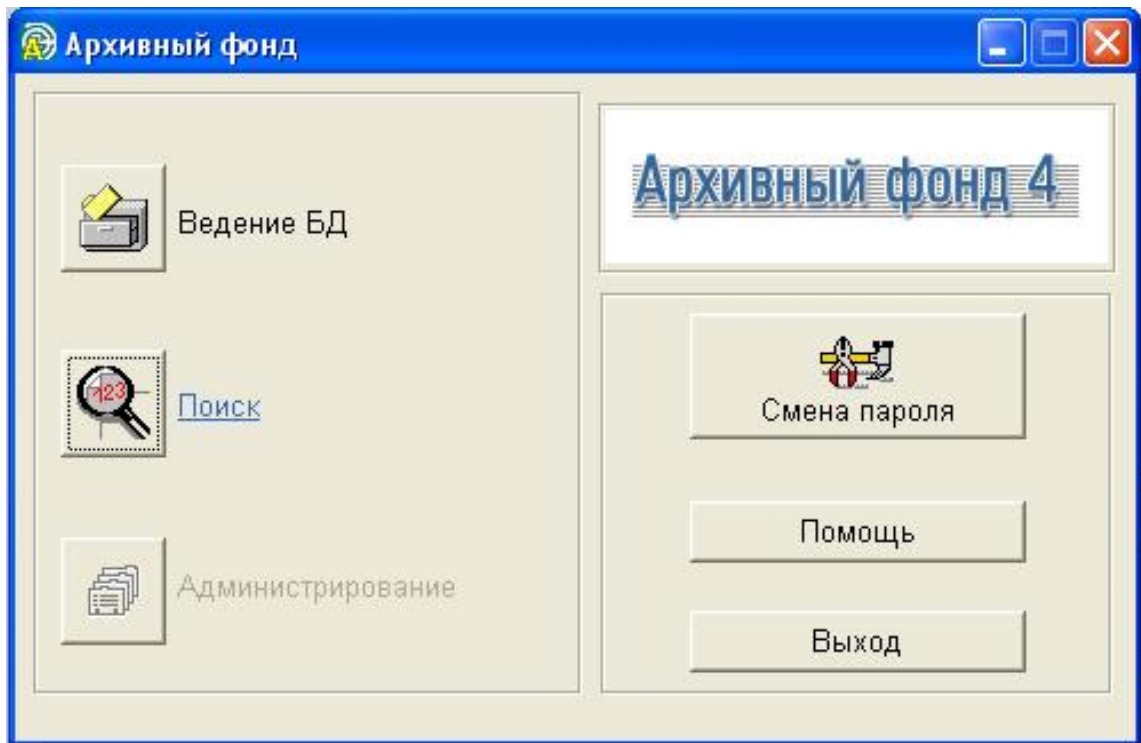 Архивный фонд
Ведение БД
Поиск
Администрирование
Архивный фонд 4
Смена пароля
Помощь
Выход